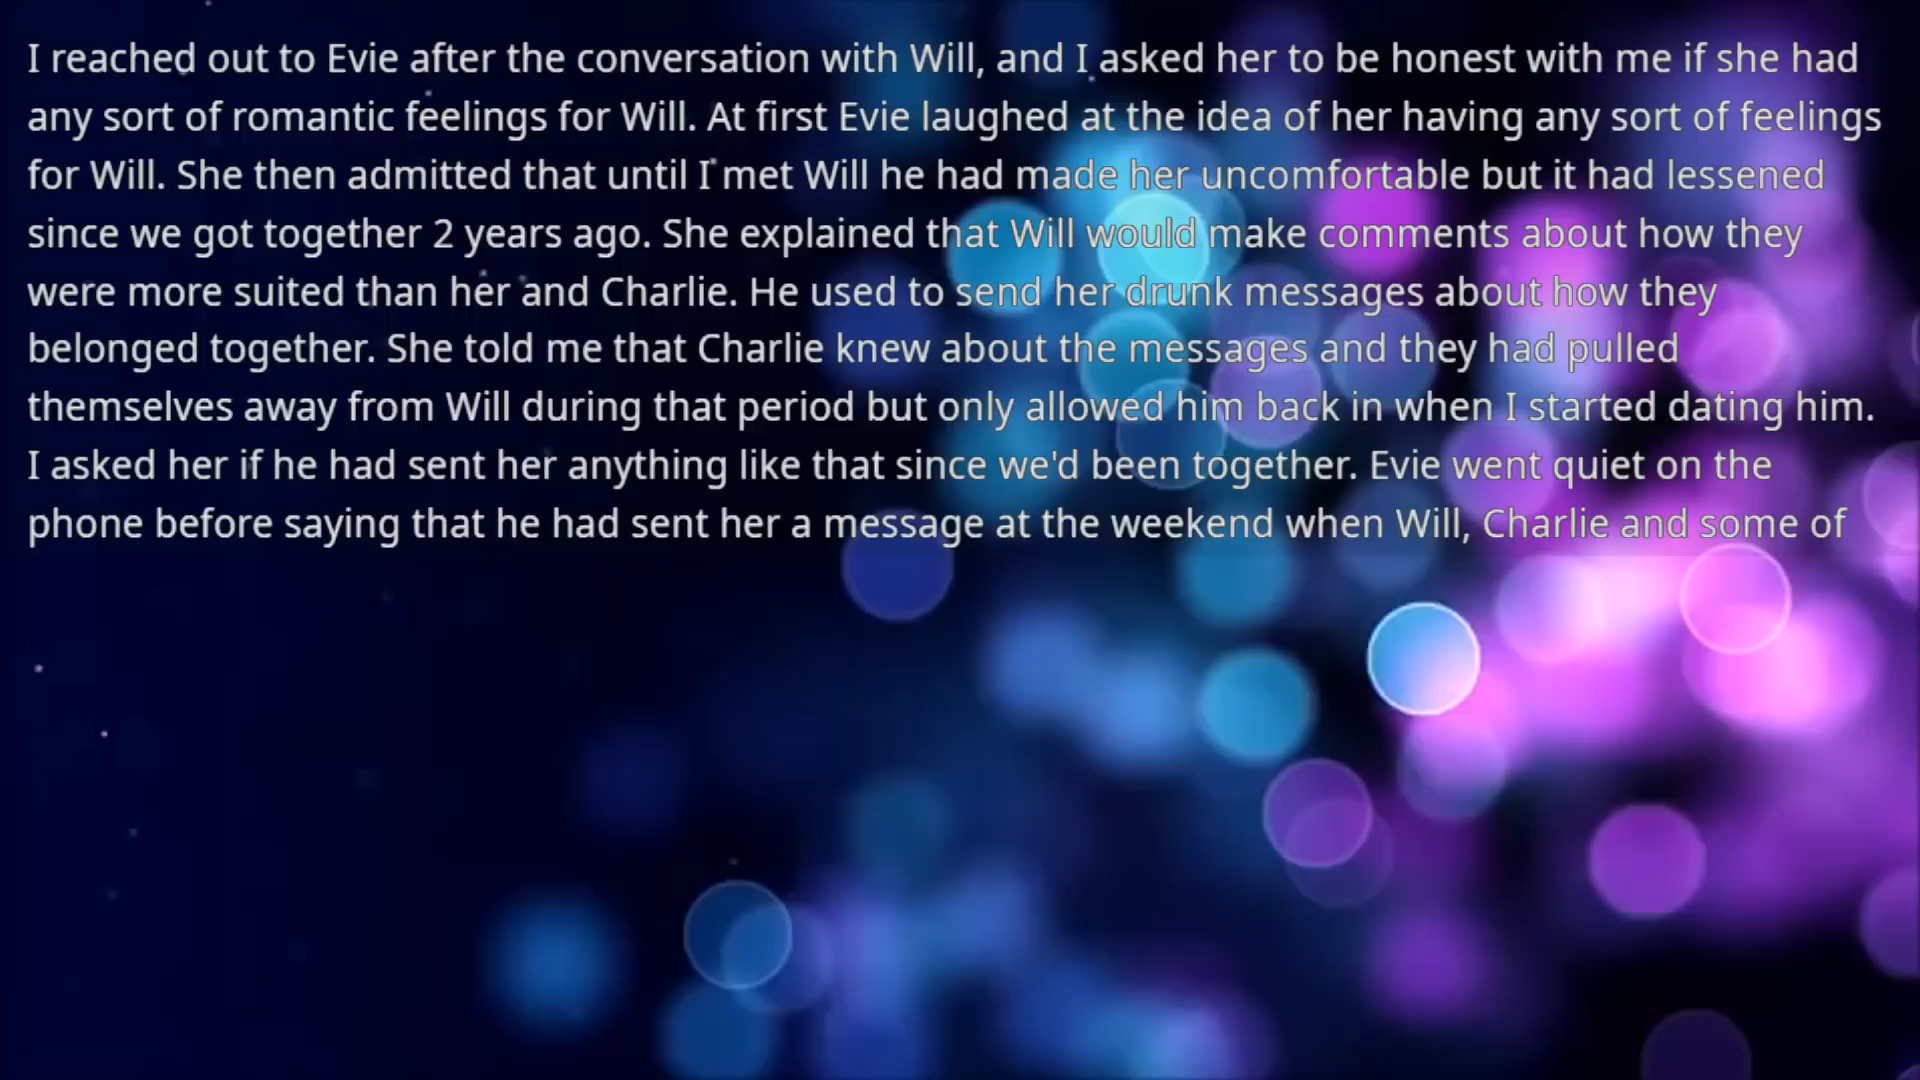 I reached out to Evie after the conversation with Will, and I asked her to be honest with me if she had
any sort of romantic feelings for Will. At first Evie laughed at the idea of her having any sort of feelings
for Will. She then admitted that until I met Will he had made her uncomfortable but it had lessened
since we got together 2 years ago. She explained that Will would make comments about how they
were more suited than her and Charlie. He used to send her drunk messages about how they
belonged together. She told me that Charlie knew about the messages and they had pulled
themselves away from Will during that period but only allowed him back in when I started dating him.
I asked her if he had sent her anything like that since we'd been together. Evie went quiet on the
phone before saying that he had sent her a message at the weekend when Will, Charlie and some of